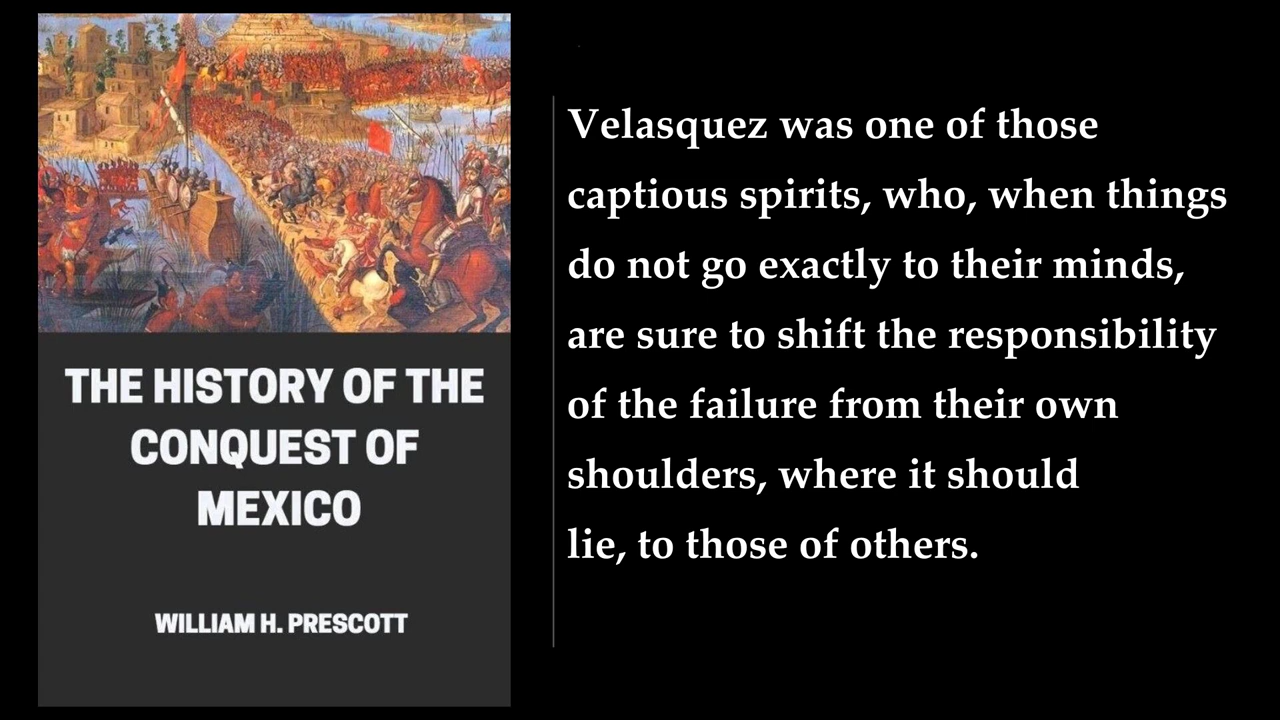 THE HISTORY OF THE
CONQUEST OF
MEXICO
WILLIAM H. PRESCOTT
Velasquez was one of those
captious spirits, who, when things
do not go exactly to their minds,
are sure to shift the responsibility
of the failure from their own
shoulders, where it should
lie, to those of others.